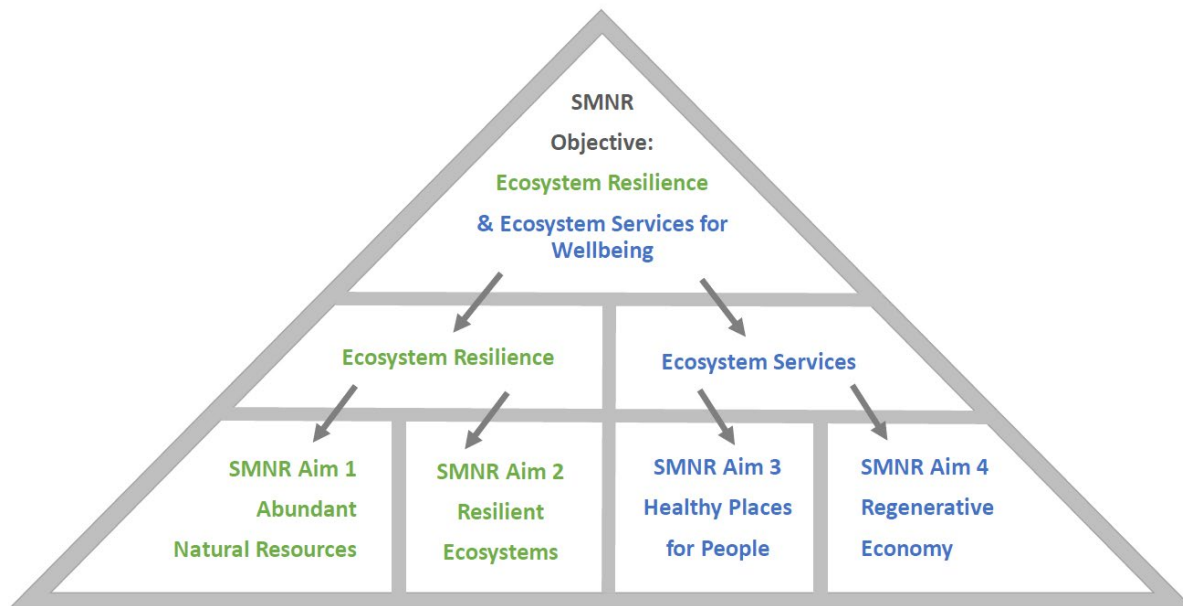 SMNR
Objective:
Ecosystem Resilience
& Ecosystem Services for
Wellbeing
Ecosystem Resilience
Ecosystem Services
SMNR Aim 1
Abundant
Natural Resources
SMNR Aim 2
Resilient
Ecosystems
SMNR Aim 3
Healthy Places
for People
SMNR Aim 4
Regenerative
Economy